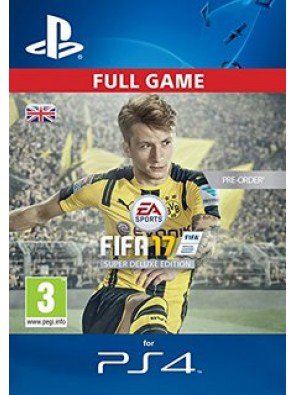 FULL GAME
PRE-ORDER
EA
SPORTS
FIFA 17
FIFA
SUPER DELUXE EDITION
3
www.pegi.info
for
PS4